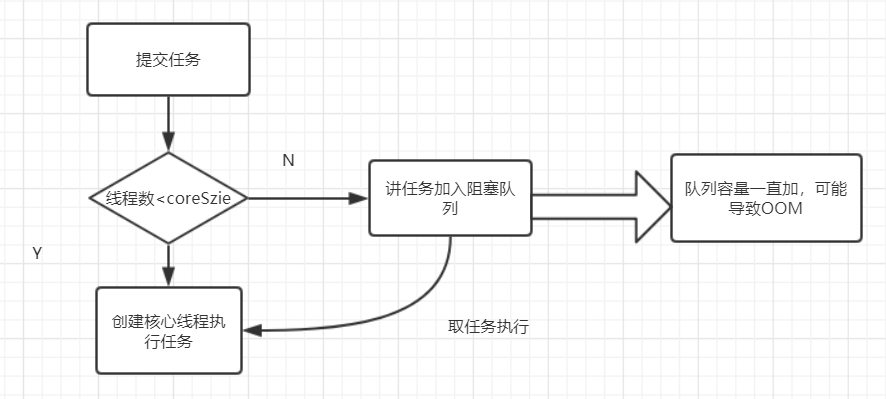 提交任务
N
线程数<coreSzie
讲任务加入阻塞队
列
队列容量一直加，可能
导致OOM
Y
创建核心线程执
行任务
取任务执行